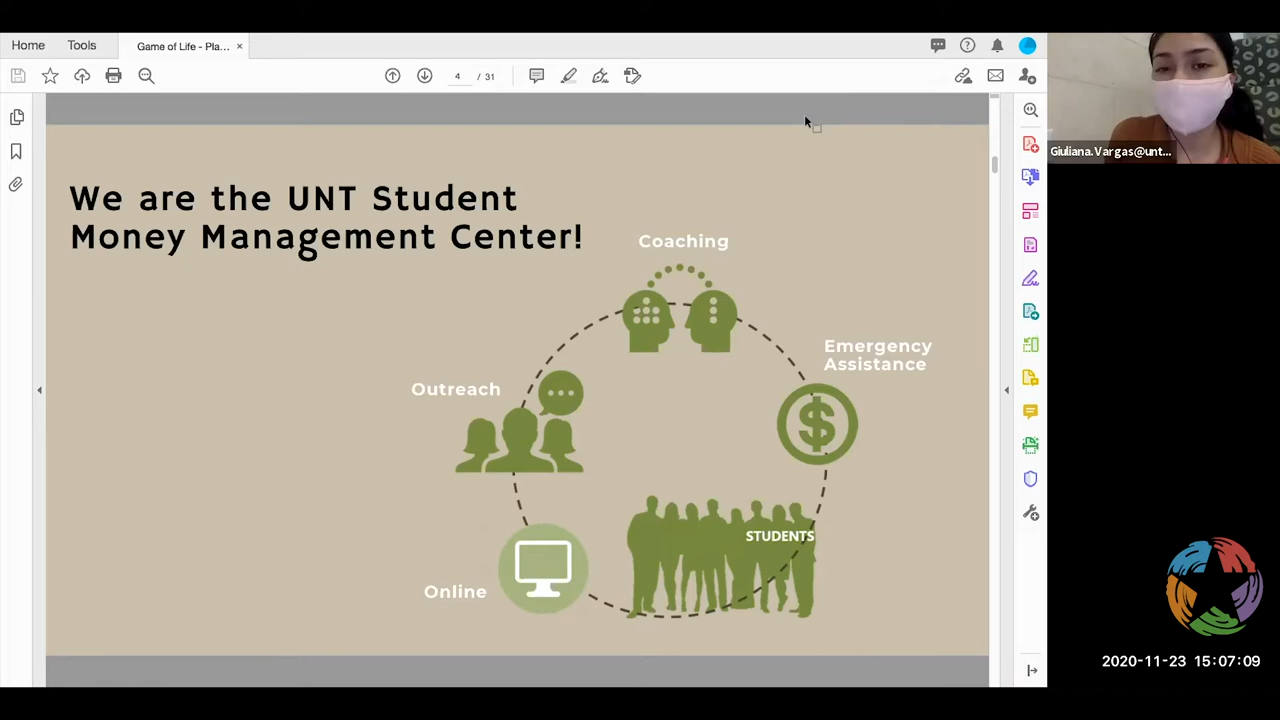 Home
Tools
Game of Life - Pla... ×
4 / 31
We are the UNT Student
Money Management Center!
Coaching
Emergency
Assistance
Outreach
STUDENTS
Online
Giuliana.Vargas@unt...
2020-11-23 15:07:09